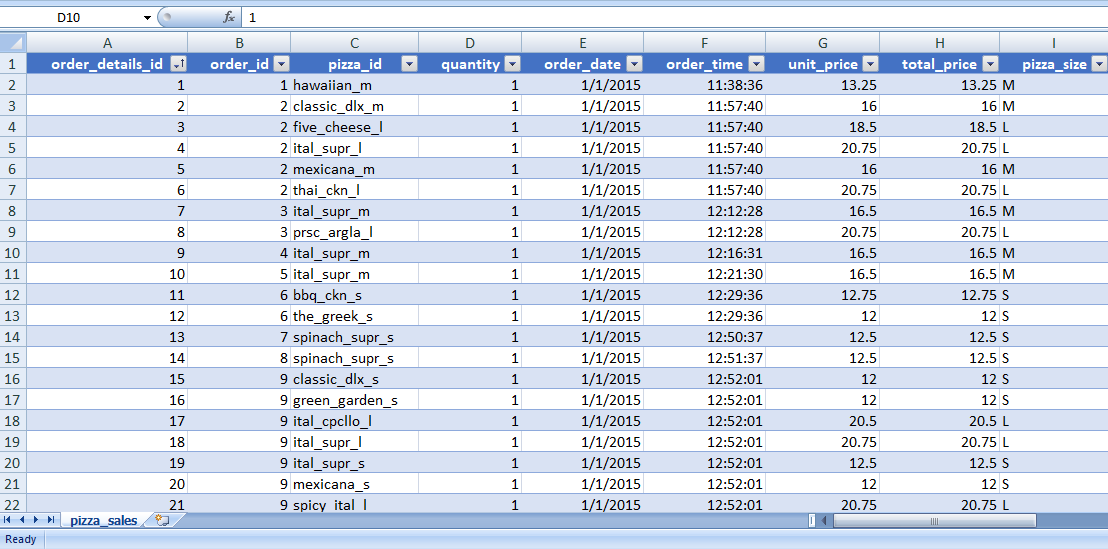 D10 fx 1
A B C D E F G H I
1 order_details_id order_id pizza_id quantity order_date order_time unit_price total_price pizza_size
2 1 1 hawaiian_m 1 1/1/2015 11:38:36 13.25 13.25 M
3 2 2 classic_dlx_m 1 1/1/2015 11:57:40 16 16 M
4 3 2 five_cheese_l 1 1/1/2015 11:57:40 18.5 18.5 L
5 4 2 ital_supr_l 1 1/1/2015 11:57:40 20.75 20.75 L
6 5 2 mexicana_m 1 1/1/2015 11:57:40 16 16 M
7 6 2 thai_ckn_l 1 1/1/2015 11:57:40 20.75 20.75 L
8 7 3 ital_supr_m 1 1/1/2015 12:12:28 16.5 16.5 M
9 8 3 prsc_argla_l 1 1/1/2015 12:12:28 20.75 20.75 L
10 9 4 ital_supr_m 1 1/1/2015 12:16:31 16.5 16.5 M
11 10 5 ital_supr_m 1 1/1/2015 12:21:30 16.5 16.5 M
12 11 6 bbq_ckn_s 1 1/1/2015 12:29:36 12.75 12.75 S
13 12 6 the_greek_s 1 1/1/2015 12:29:36 12 12 S
14 13 7 spinach_supr_s 1 1/1/2015 12:50:37 12.5 12.5 S
15 14 8 spinach_supr_s 1 1/1/2015 12:51:37 12.5 12.5 S
16 15 9 classic_dlx_s 1 1/1/2015 12:52:01 12 12 S
17 16 9 green_garden_s 1 1/1/2015 12:52:01 12 12 S
18 17 9 ital_cpcllo_l 1 1/1/2015 12:52:01 20.5 20.5 L
19 18 9 ital_supr_l 1 1/1/2015 12:52:01 20.75 20.75 L
20 19 9 ital_supr_s 1 1/1/2015 12:52:01 12.5 12.5 S
21 20 9 mexicana_s 1 1/1/2015 12:52:01 12 12 S
22 21 9 spicy_ital_l 1 1/1/2015 12:52:01 20.75 20.75 L
pizza_sales
Ready